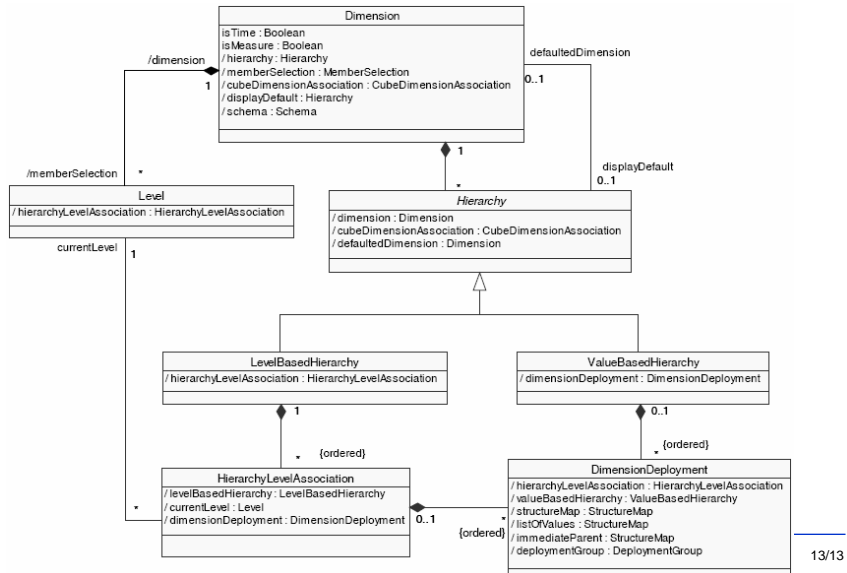 Dimension
isTime : Boolean
isMeasure : Boolean
/ hierarchy : Hierarchy
/ memberSelection : MemberSelection
/ cubeDimensionAssociation : CubeDimensionAssociation
/ displayDefault : Hierarchy
/ schema : Schema
/dimension
1
defaultedDimension
0..1
1
displayDefault
0..1
*
/memberSelection
*
Level
/ hierarchyLevelAssociation : HierarchyLevelAssociation
currentLevel
1
Hierarchy
/ dimension : Dimension
/ cubeDimensionAssociation : CubeDimensionAssociation
/ defaultedDimension : Dimension
LevelBasedHierarchy
/ hierarchyLevelAssociation : HierarchyLevelAssociation
ValueBasedHierarchy
/ dimensionDeployment : DimensionDeployment
1
0..1
{ordered}
*
{ordered}
*
HierarchyLevelAssociation
/ levelBasedHierarchy : LevelBasedHierarchy
/ currentLevel : Level
/ dimensionDeployment : DimensionDeployment
*
0..1
*
{ordered}
DimensionDeployment
/ hierarchyLevelAssociation : HierarchyLevelAssociation
/ valueBasedHierarchy : ValueBasedHierarchy
/ structureMap : StructureMap
/ listOfValues : StructureMap
/ immediateParent : StructureMap
/ deploymentGroup : DeploymentGroup
13/13